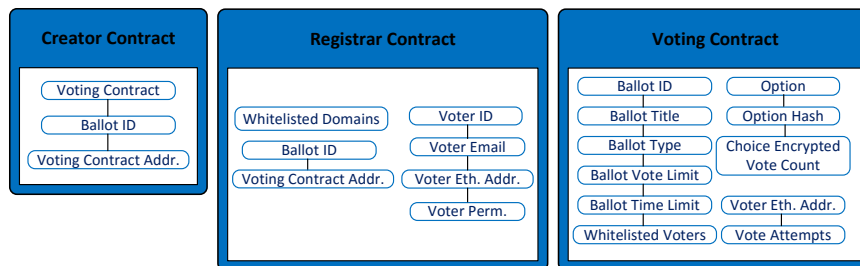 Creator Contract
Voting Contract
Ballot ID
Voting Contract Addr.
Registrar Contract
Whitelisted Domains
Ballot ID
Voting Contract Addr.
Voter ID
Voter Email
Voter Eth. Addr.
Voter Perm.
Voting Contract
Ballot ID
Ballot Title
Ballot Type
Ballot Vote Limit
Ballot Time Limit
Whitelisted Voters
Option
Option Hash
Choice Encrypted
Vote Count
Voter Eth. Addr.
Vote Attempts